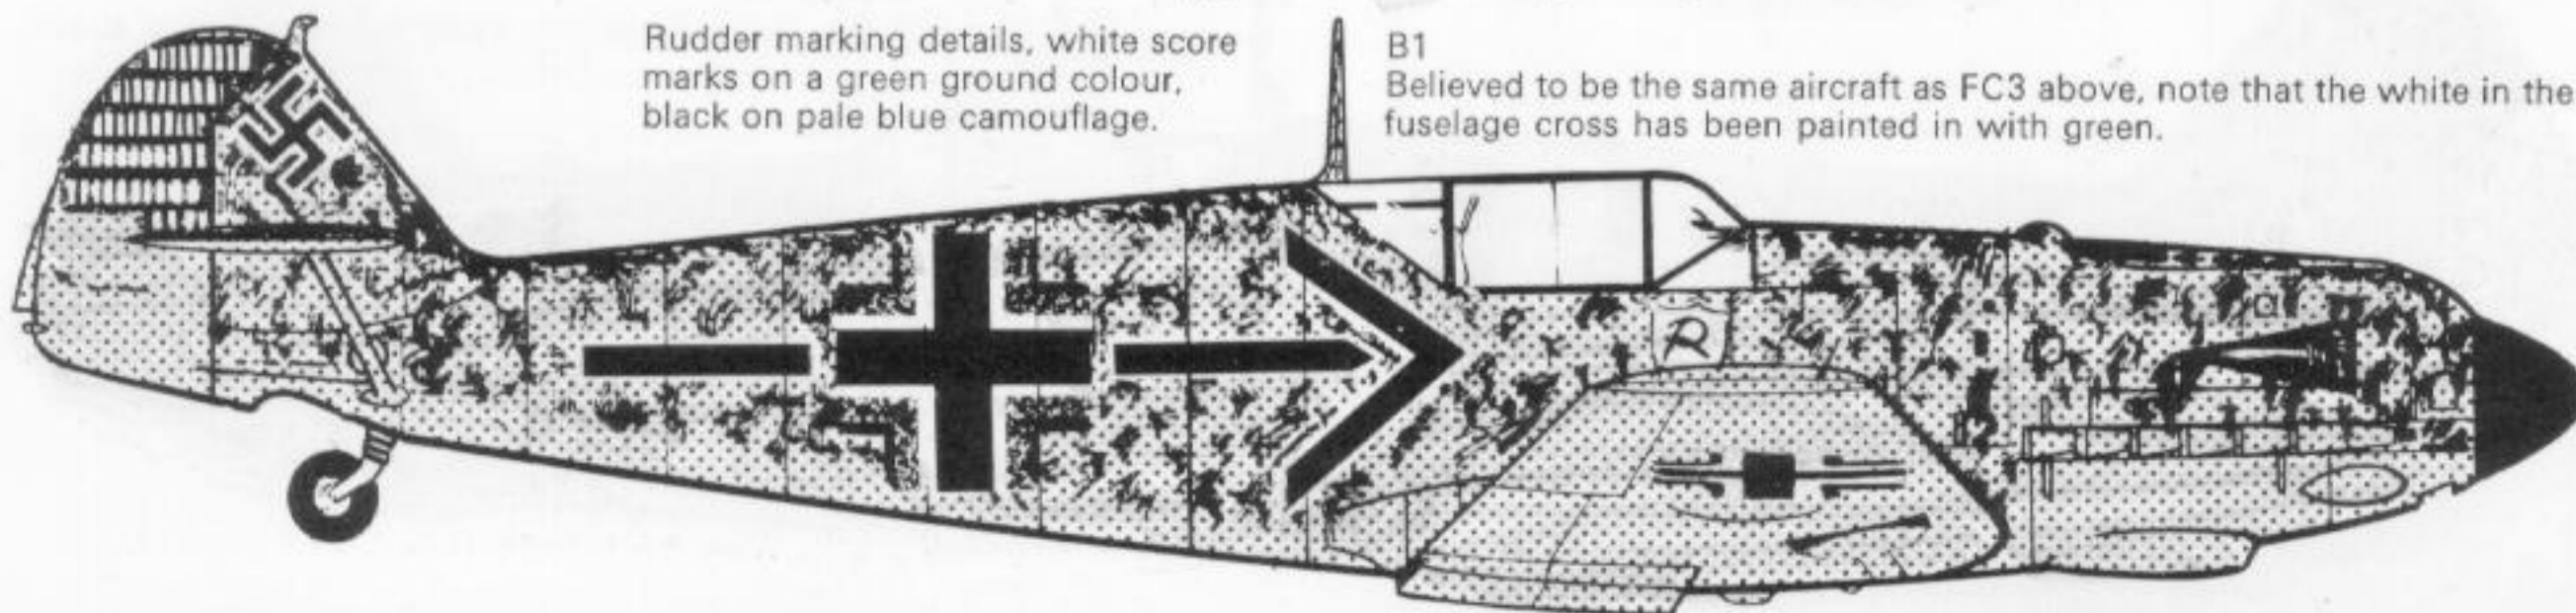 Rudder marking details, white score
marks on a green ground colour,
black on pale blue camouflage.
B1
Believed to be the same aircraft as FC3 above, note that the white in the
fuselage cross has been painted in with green.
R